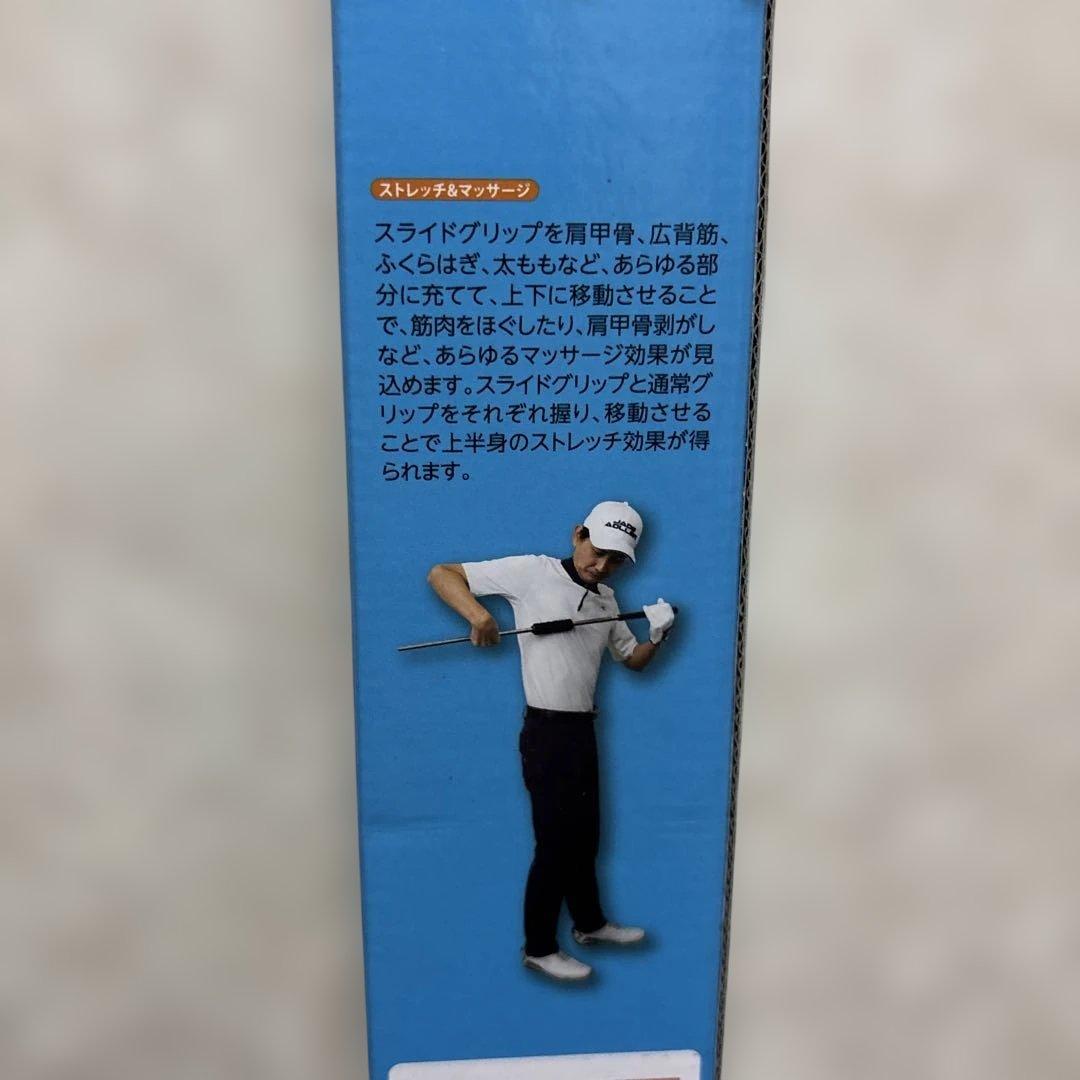 ストレッチ&マッサージ
スライドグリップを肩甲骨、広背筋、
ふくらはぎ、太ももなど、あらゆる部
分に充てて、上下に移動させること
で、筋肉をほぐしたり、肩甲骨剥がし
など、あらゆるマッサージ効果が見
込めます。スライドグリップと通常グ
リップをそれぞれ握り、移動させる
ことで上半身のストレッチ効果が得
られます。